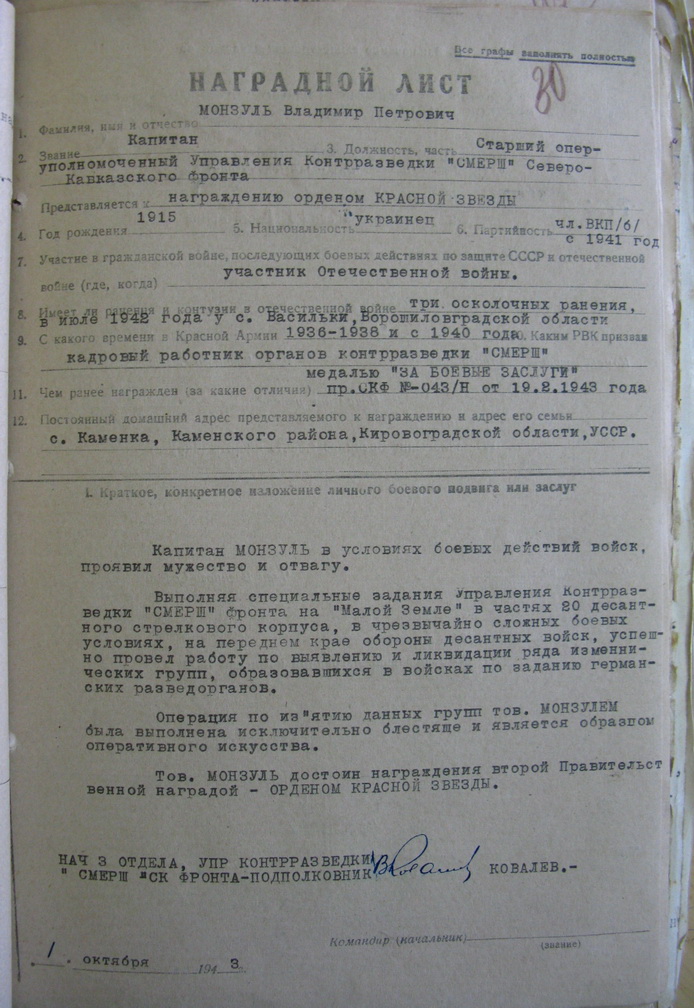 Все графы заполнять полностью
НАГРАДНОЙ ЛИСТ
30
МОНЗУЛЬ Владимир Петрович
1. Фамилия, имя и отчество
Капитан
2. Звание 3. Должность, часть Старший опер-
уполномоченный Управления Контрразведки "СМЕРШ" Северо-
Кавказского фронта
Представляется к награждению орденом КРАСНОЙ ЗВЕЗДЫ
4. Год рождения 1915 5. Национальность украинец 6. Партийность чл.ВКП/б/
с 1941 год
7. Участие в гражданской войне, последующих боевых действиях по защите СССР и отечественной
войне (где, когда) участник Отечественной войны.
8. Имеет ли ранения и контузии в отечественной войне три осколочных ранения,
в июле 1942 года у с. Васильки, Ворошиловградской области
9. С какого времени в Красной Армии 1936-1938 и с 1940 года. Каким РВК призван
кадровый работник органов контрразведки "СМЕРШ"
медалью "ЗА БОЕВЫЕ ЗАСЛУГИ"
11. Чем ранее награжден (за какие отличия) пр.СКФ №-043/Н от 19.2.1943 года
12. Постоянный домашний адрес представляемого к награждению и адрес его семьи
с. Каменка, Каменского района,Кировоградской области,УССР.
I. Краткое, конкретное изложение личного боевого подвига или заслуг
Капитан МОНЗУЛЬ в условиях боевых действий войск,
проявил мужество и отвагу.
Выполняя специальные задания Управления Контрраз-
ведки "СМЕРШ" фронта на "Малой Земле" в частях 20 десант-
ного стрелкового корпуса, в чрезвычайно сложных боевых
условиях, на переднем крае обороны десантных войск, успеш-
но провел работу по выявлению и ликвидации ряда изменни-
ческих групп, образовавшихся в войсках по заданию герман-
ских разведорганов.
Операция по из"ятию данных групп тов. МОНЗУЛЕМ
была выполнена исключительно блестяще и является образцом
оперативного искусства.
Тов. МОНЗУЛЬ достоин награждения второй Правительст
венной наградой - ОРДЕНОМ КРАСНОЙ ЗВЕЗДЫ.
НАЧ 3 ОТДЕЛА, УПР КОНТРРАЗВЕДКИ
" СМЕРШ "СК ФРОНТА-ПОДПОЛКОВНИК КОВАЛЕВ.-
Командир (начальник)
(звание)
1. октября 1943